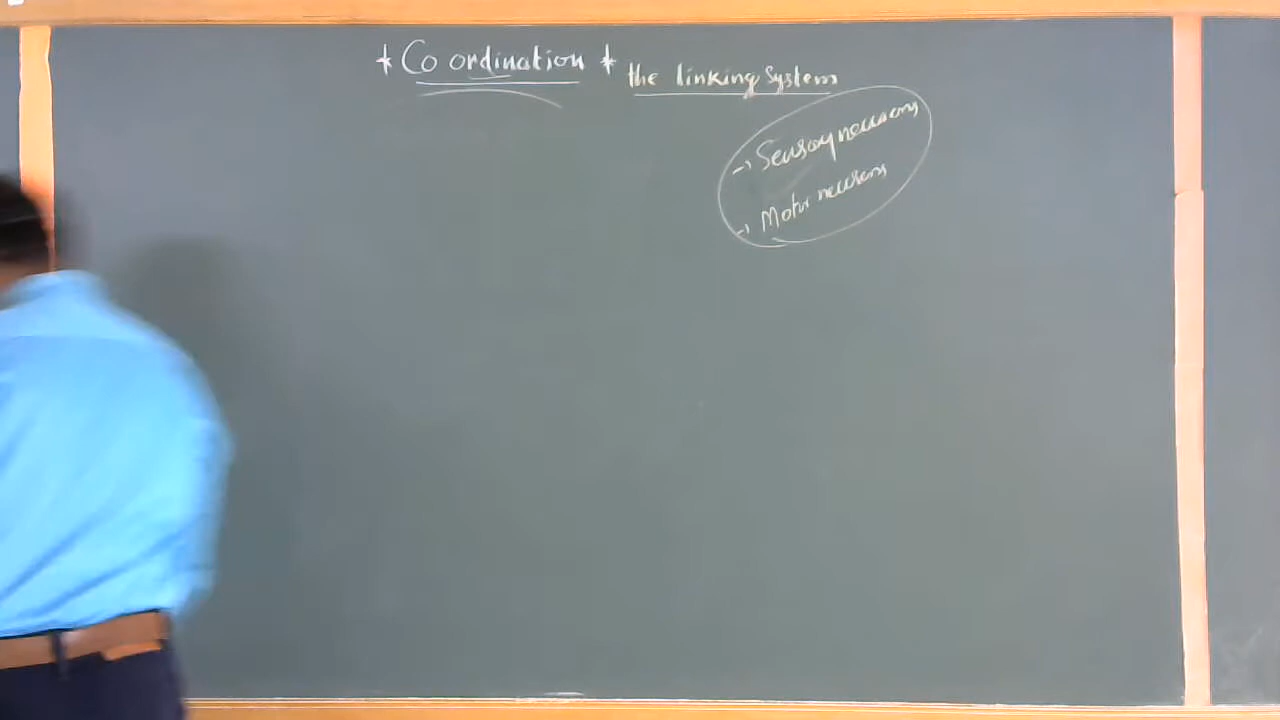 * Co ordination *
the linking system
-> Sensory neurons
-> Motor neurons